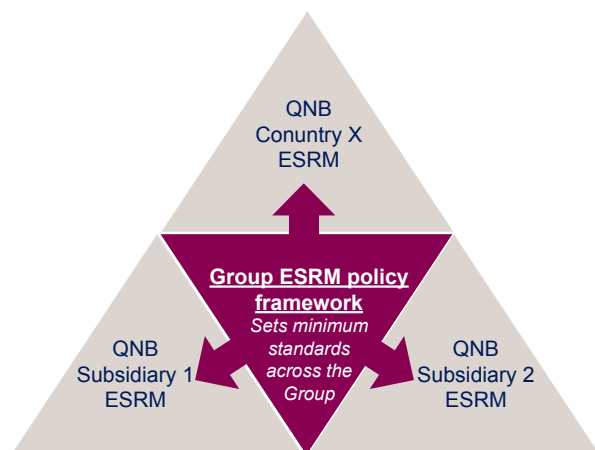 QNB
Conuntry X
ESRM
Group ESRM policy
framework
Sets minimum
standards
across the
Group
QNB
Subsidiary 1
ESRM
QNB
Subsidiary 2
ESRM